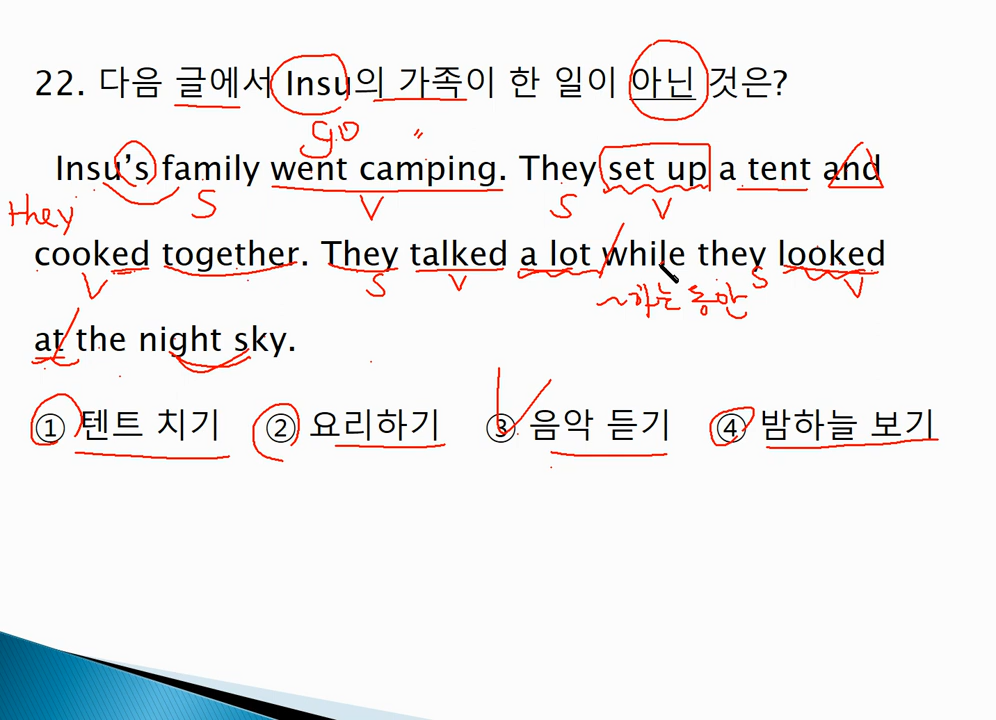 22. 다음 글에서 Insu의 가족이 한 일이 아닌 것은?
go "
Insu's family went camping. They set up a tent and
they S V S V
cooked together. They talked a lot while they looked
V S V ~하는 동안 S V
at the night sky.
① 텐트 치기 ② 요리하기 ③ 음악 듣기 ④ 밤하늘 보기